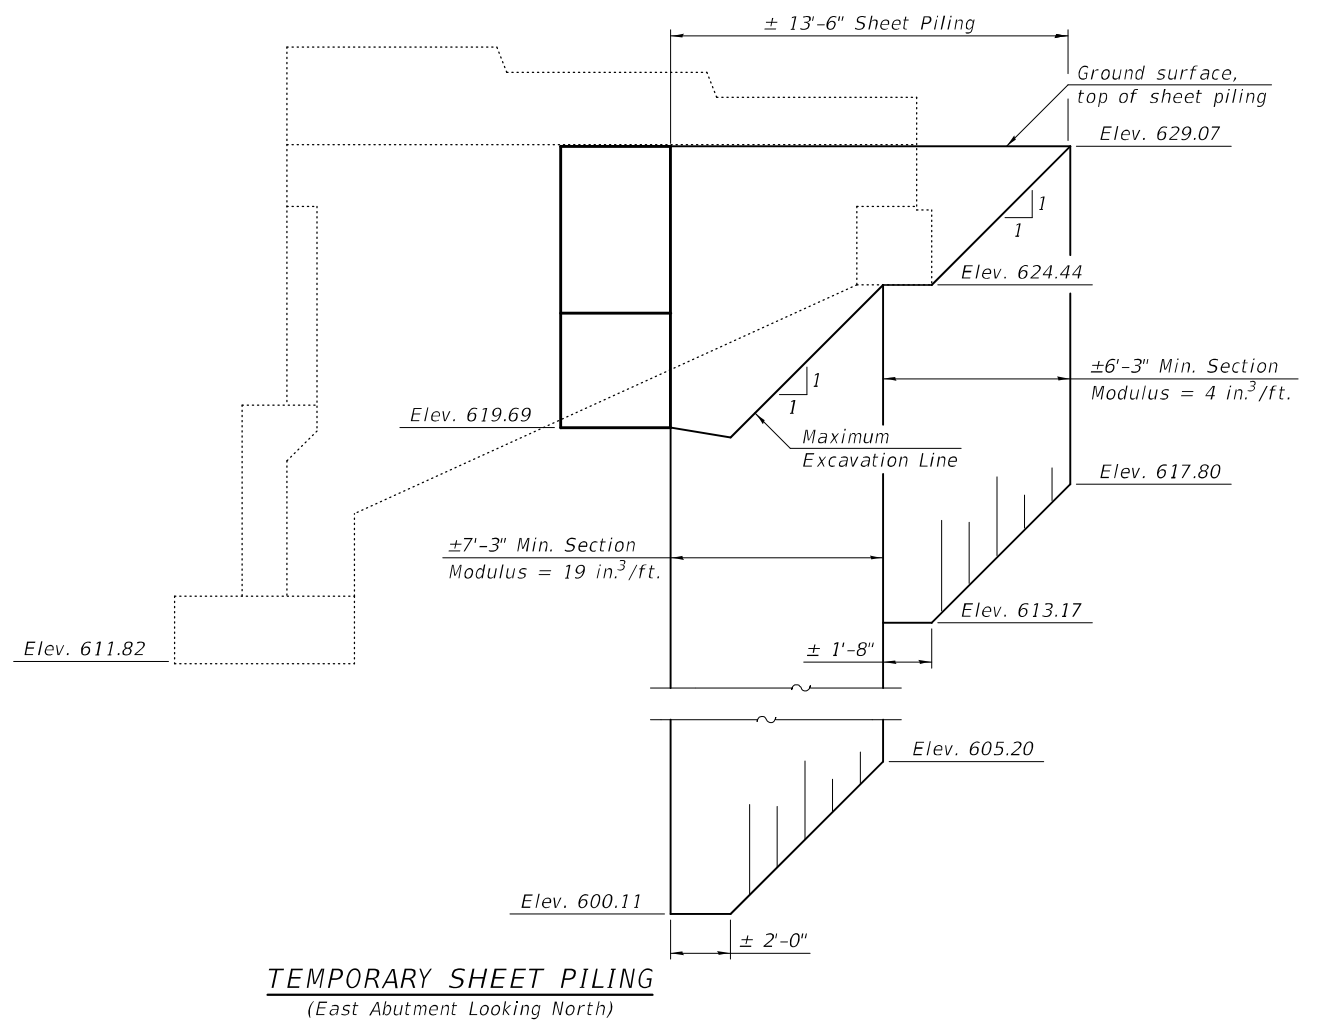 ± 13'-6" Sheet Piling
Ground surface,
top of sheet piling
Elev. 629.07
1
1
Elev. 624.44
±6'-3" Min. Section
Modulus = 4 in.³/ft.
1
1
Elev. 619.69
Maximum
Excavation Line
Elev. 617.80
±7'-3" Min. Section
Modulus = 19 in.³/ft.
Elev. 613.17
Elev. 611.82
± 1'-8"
Elev. 605.20
Elev. 600.11
± 2'-0"
TEMPORARY SHEET PILING
(East Abutment Looking North)